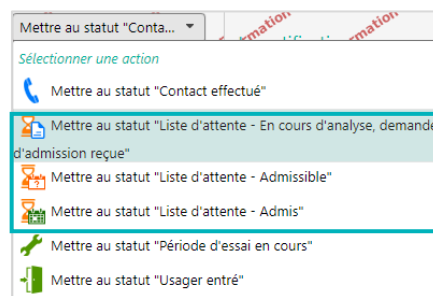 Mettre au statut "Conta...
mation
mation
Sélectionner une action
Mettre au statut "Contact effectué"
Mettre au statut "Liste d'attente - En cours d'analyse, demande
d'admission reçue"
Mettre au statut "Liste d'attente - Admissible"
Mettre au statut "Liste d'attente - Admis"
Mettre au statut "Période d'essai en cours"
Mettre au statut "Usager entré"